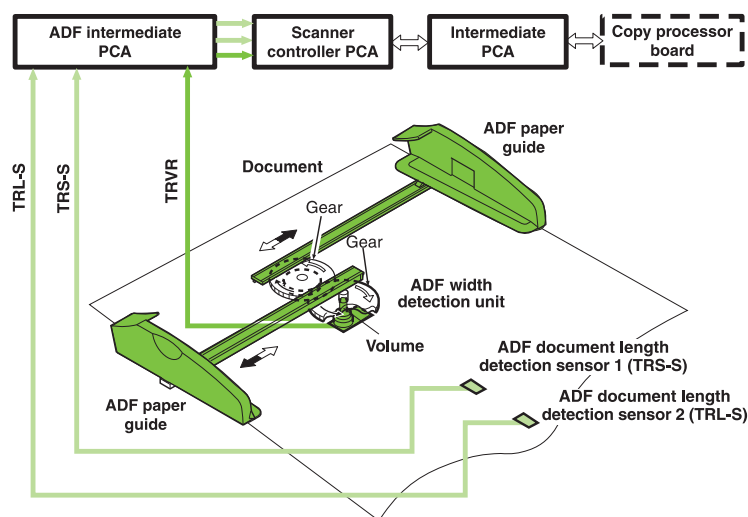 ADF intermediate
PCA
Scanner
controller PCA
Intermediate
PCA
Copy processor
board
TRL-S
TRS-S
TRVR
Document
ADF paper
guide
Gear
Gear
ADF width
detection unit
Volume
ADF document length
detection sensor 1 (TRS-S)
ADF document length
detection sensor 2 (TRL-S)
ADF paper
guide